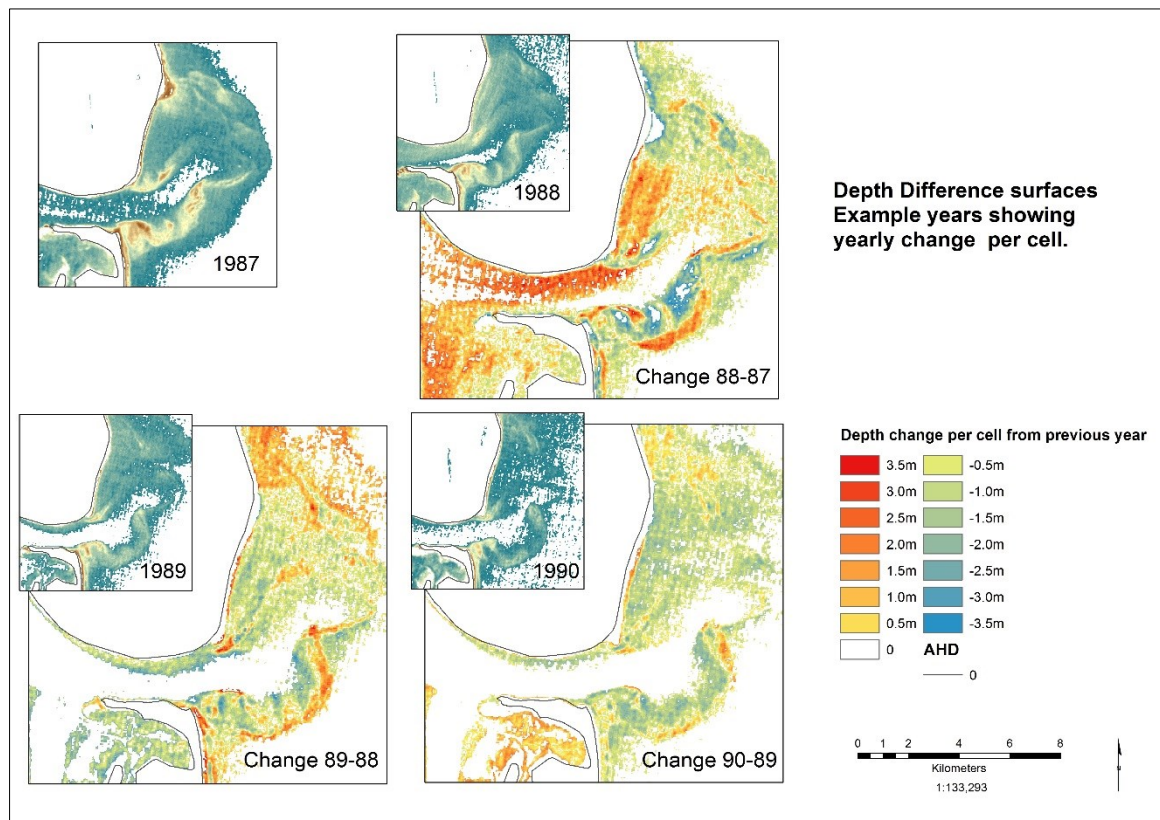 1987
1988
Change 88-87
Depth Difference surfaces
Example years showing
yearly change per cell.
1989
Change 89-88
1990
Change 90-89
Depth change per cell from previous year
3.5m -0.5m
3.0m -1.0m
2.5m -1.5m
2.0m -2.0m
1.5m -2.5m
1.0m -3.0m
0.5m -3.5m
0 AHD
0
0 1 2 4 6 8
Kilometers
1:133,293